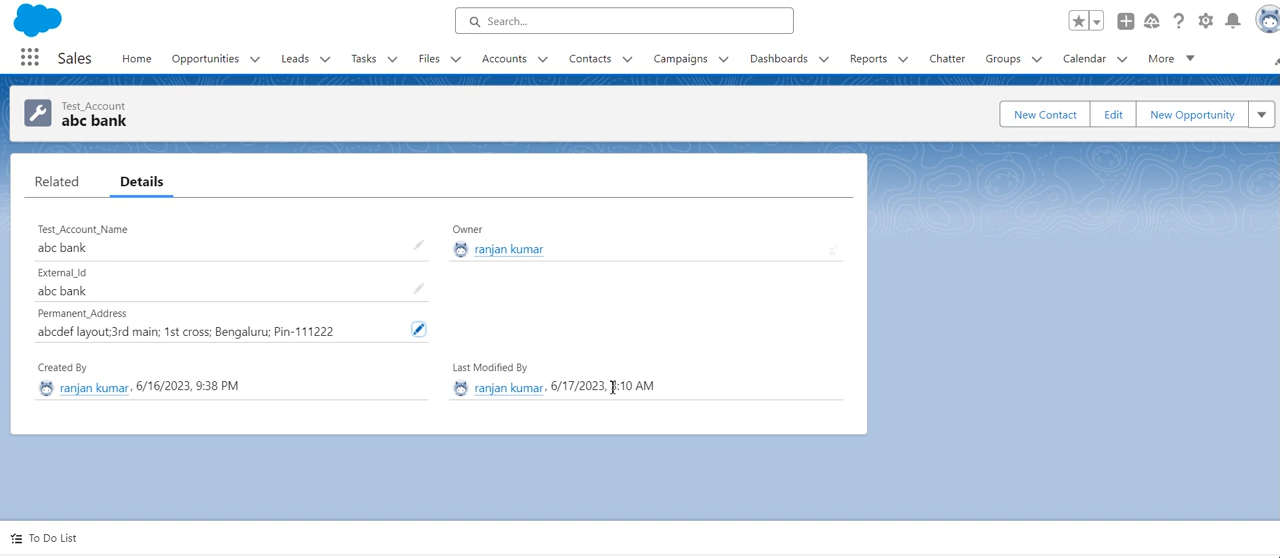 Search...
Sales Home Opportunities Leads Tasks Files Accounts Contacts Campaigns Dashboards Reports Chatter Groups Calendar More
Test_Account
abc bank
New Contact Edit New Opportunity
Related Details
Test_Account_Name
abc bank
Owner
ranjan kumar
External_Id
abc bank
Permanent_Address
abcdef layout;3rd main; 1st cross; Bengaluru; Pin-111222
Created By
ranjan kumar, 6/16/2023, 9:38 PM
Last Modified By
ranjan kumar, 6/17/2023, :10 AM
To Do List